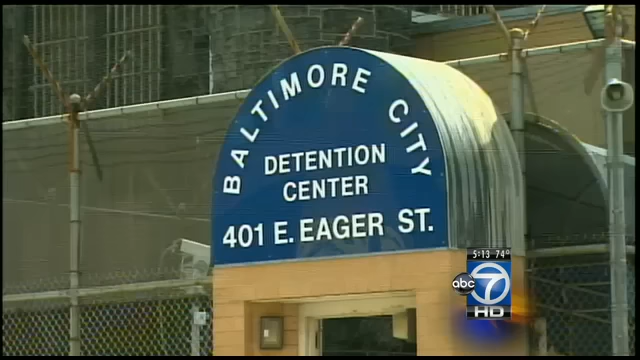 BALTIMORE CITY
DETENTION
CENTER
401 E. EAGER ST.
5:13 74°
abc 7
HD